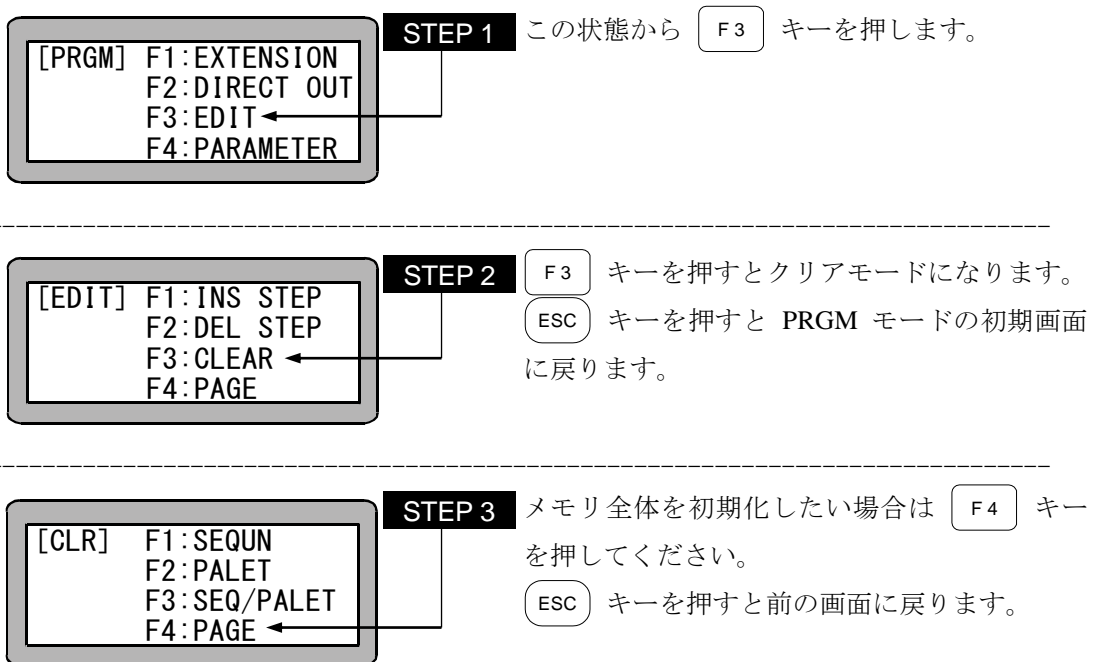 STEP 1 この状態から F3 キーを押します。
[PRGM] F1:EXTENSION
F2:DIRECT OUT
F3:EDIT
F4:PARAMETER
STEP 2 F3 キーを押すとクリアモードになります。
ESC キーを押すと PRGM モードの初期画面
に戻ります。
[EDIT] F1:INS STEP
F2:DEL STEP
F3:CLEAR
F4:PAGE
STEP 3 メモリ全体を初期化したい場合は F4 キー
を押してください。
ESC キーを押すと前の画面に戻ります。
[CLR] F1:SEQUN
F2:PALET
F3:SEQ/PALET
F4:PAGE